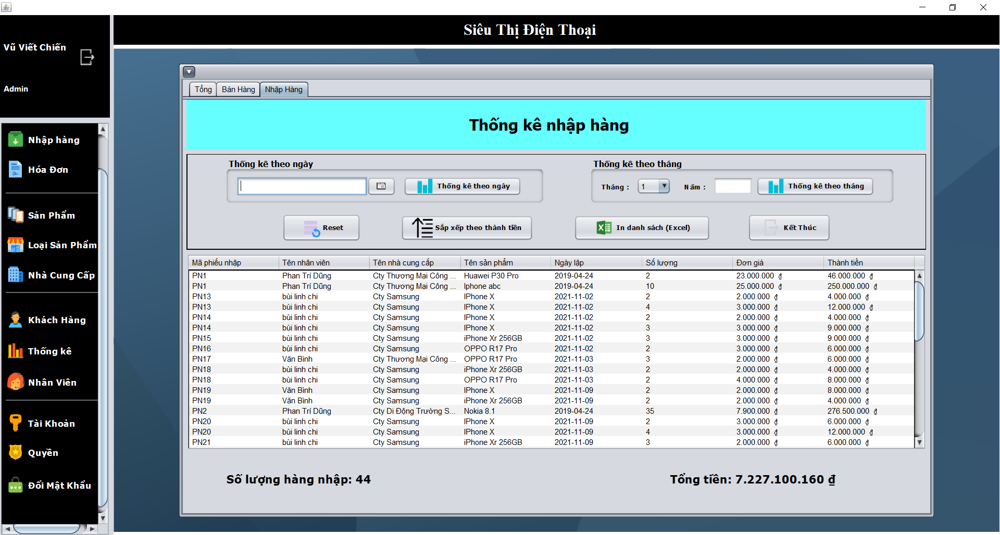 Siêu Thị Điện Thoại
Vũ Viết Chiến
Admin
Nhập hàng
Hóa Đơn
Sản Phẩm
Loại Sản Phẩm
Nhà Cung Cấp
Khách Hàng
Thống kê
Nhân Viên
Tài Khoản
Quyền
Đổi Mật Khẩu
Tổng Bán Hàng Nhập Hàng
Thống kê nhập hàng
Thống kê theo ngày
Thống kê theo ngày
Thống kê theo tháng
Tháng : 1 Năm : Thống kê theo tháng
Reset Sắp xếp theo thành tiền In danh sách (Excel) Kết Thúc
Mã phiếu nhập Tên nhân viên Tên nhà cung cấp Tên sản phẩm Ngày lập Số lượng Đơn giá Thành tiền
PN1 Phan Trí Dũng Cty Thương Mại Công ... Huawei P30 Pro 2019-04-24 2 23.000.000 ₫ 46.000.000 ₫
PN1 Phan Trí Dũng Cty Thương Mại Công ... Iphone abc 2019-04-24 10 25.000.000 ₫ 250.000.000 ₫
PN13 bùi linh chi Cty Samsung IPhone X 2021-11-02 2 2.000.000 ₫ 4.000.000 ₫
PN13 bùi linh chi Cty Samsung IPhone X 2021-11-02 4 3.000.000 ₫ 12.000.000 ₫
PN14 bùi linh chi Cty Samsung IPhone X 2021-11-02 2 2.000.000 ₫ 4.000.000 ₫
PN14 bùi linh chi Cty Samsung IPhone X 2021-11-02 3 3.000.000 ₫ 9.000.000 ₫
PN15 bùi linh chi Cty Samsung iPhone Xr 256GB 2021-11-02 3 3.000.000 ₫ 9.000.000 ₫
PN16 bùi linh chi Cty Samsung OPPO R17 Pro 2021-11-02 2 3.000.000 ₫ 6.000.000 ₫
PN17 Văn Bình Cty Thương Mại Công ... OPPO R17 Pro 2021-11-03 3 2.000.000 ₫ 6.000.000 ₫
PN18 bùi linh chi Cty Samsung iPhone Xr 256GB 2021-11-03 2 2.000.000 ₫ 4.000.000 ₫
PN18 bùi linh chi Cty Samsung OPPO R17 Pro 2021-11-03 2 4.000.000 ₫ 8.000.000 ₫
PN19 Văn Bình Cty Samsung IPhone X 2021-11-09 2 2.000.000 ₫ 8.000.000 ₫
PN19 Văn Bình Cty Samsung iPhone Xr 256GB 2021-11-09 2 2.000.000 ₫ 4.000.000 ₫
PN2 Phan Trí Dũng Cty Di Động Trường S... Nokia 8.1 2019-04-24 35 7.900.000 ₫ 276.500.000 ₫
PN20 bùi linh chi Cty Samsung IPhone X 2021-11-09 2 3.000.000 ₫ 6.000.000 ₫
PN20 bùi linh chi Cty Samsung IPhone X 2021-11-09 4 3.000.000 ₫ 12.000.000 ₫
PN21 bùi linh chi Cty Samsung iPhone Xr 256GB 2021-11-09 3 2.000.000 ₫ 6.000.000 ₫
Số lượng hàng nhập: 44 Tổng tiền: 7.227.100.160 ₫